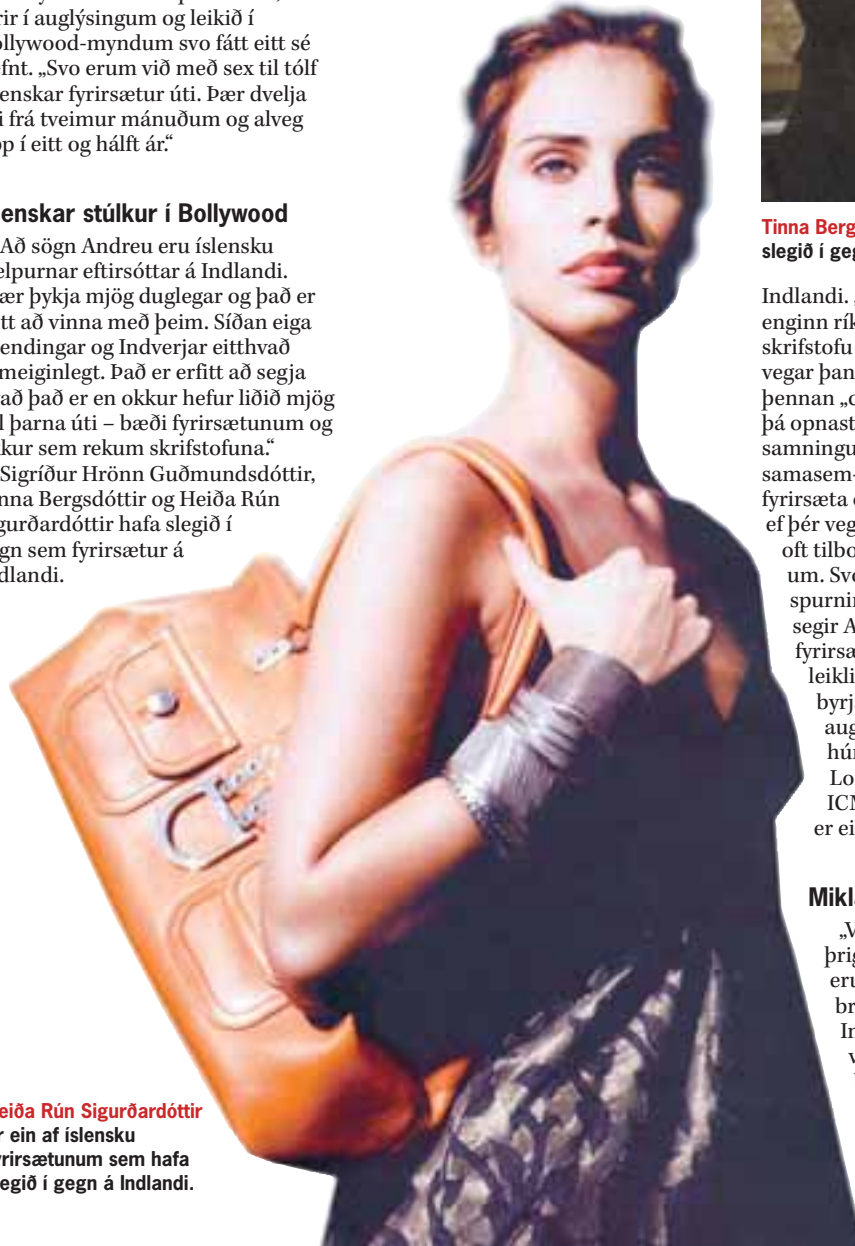 rir í auglýsingum og leikið í
ollywood-myndum svo fátt eitt sé
efnt. „Svo erum við með sex til tólf
enskar fyrirsætur úti. Þær dvelja
i frá tveimur mánuðum og alveg
p í eitt og hálft ár.“
enskar stúlkur í Bollywood
Að sögn Andreu eru íslensku
elpurnar eftirsóttar á Indlandi.
ær þykja mjög duglegar og það er
tt að vinna með þeim. Síðan eiga
endingar og Indverjar eitthvað
meiginlegt. Það er erfitt að segja
að það er en okkur hefur liðið mjög
l þarna úti – bæði fyrirsætunum og
kur sem rekum skrifstofuna.“
Sigríður Hrönn Guðmundsdóttir,
nna Bergsdóttir og Heiða Rún
gurðardóttir hafa slegið í
gn sem fyrirsætur á
dlandi.
eiða Rún Sigurðardóttir
r ein af íslensku
yrirsætunum sem hafa
legið í gegn á Indlandi.
Tinna Berg
slegið í geg
Indlandi.
enginn rík
skrifstofu
vegar þan
þennan „c
þá opnast
samningu
samasem-
fyrirsæta
ef þér veg
oft tilbo
um. Svo
spurnin
segir A
fyrirsæ
leikli
byrj
aug
hún
Lo
ICM
er ei
Mikla
„V
þrig
eru
br
In
v